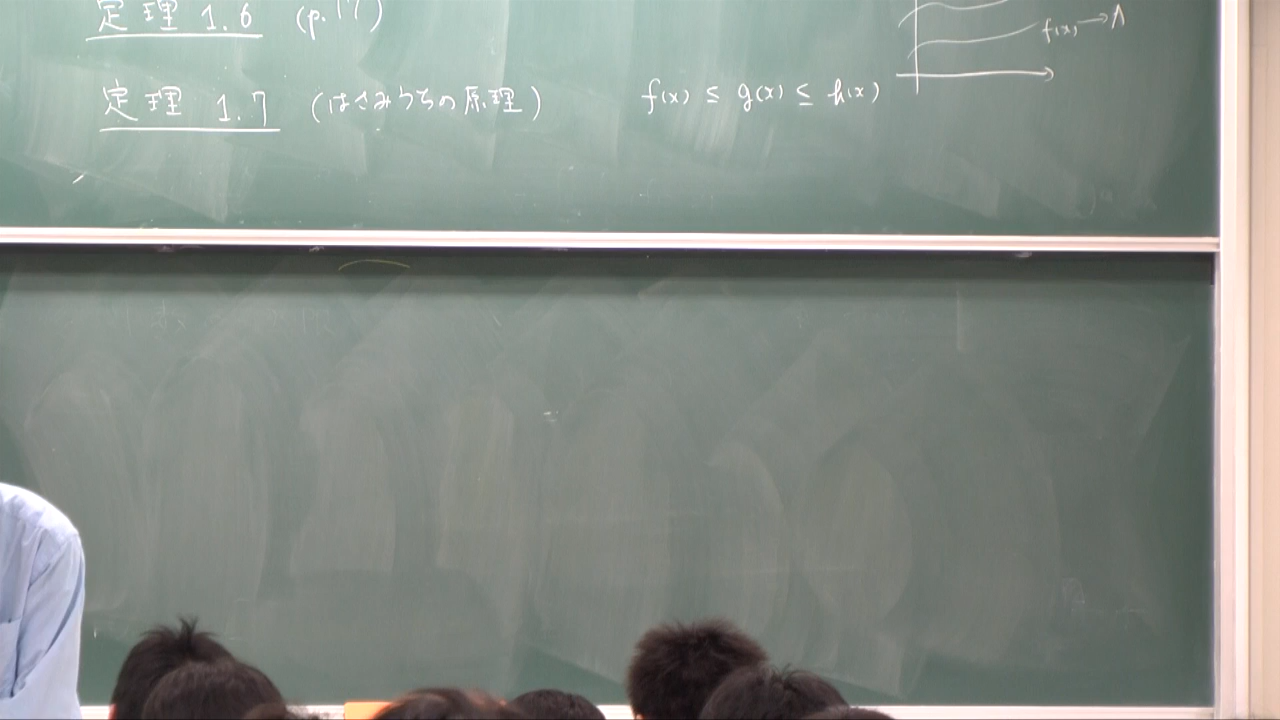 定理 1.6 (p.17)
f(x) → A
定理 1.7 (はさみうちの原理) f(x) ≤ g(x) ≤ h(x)